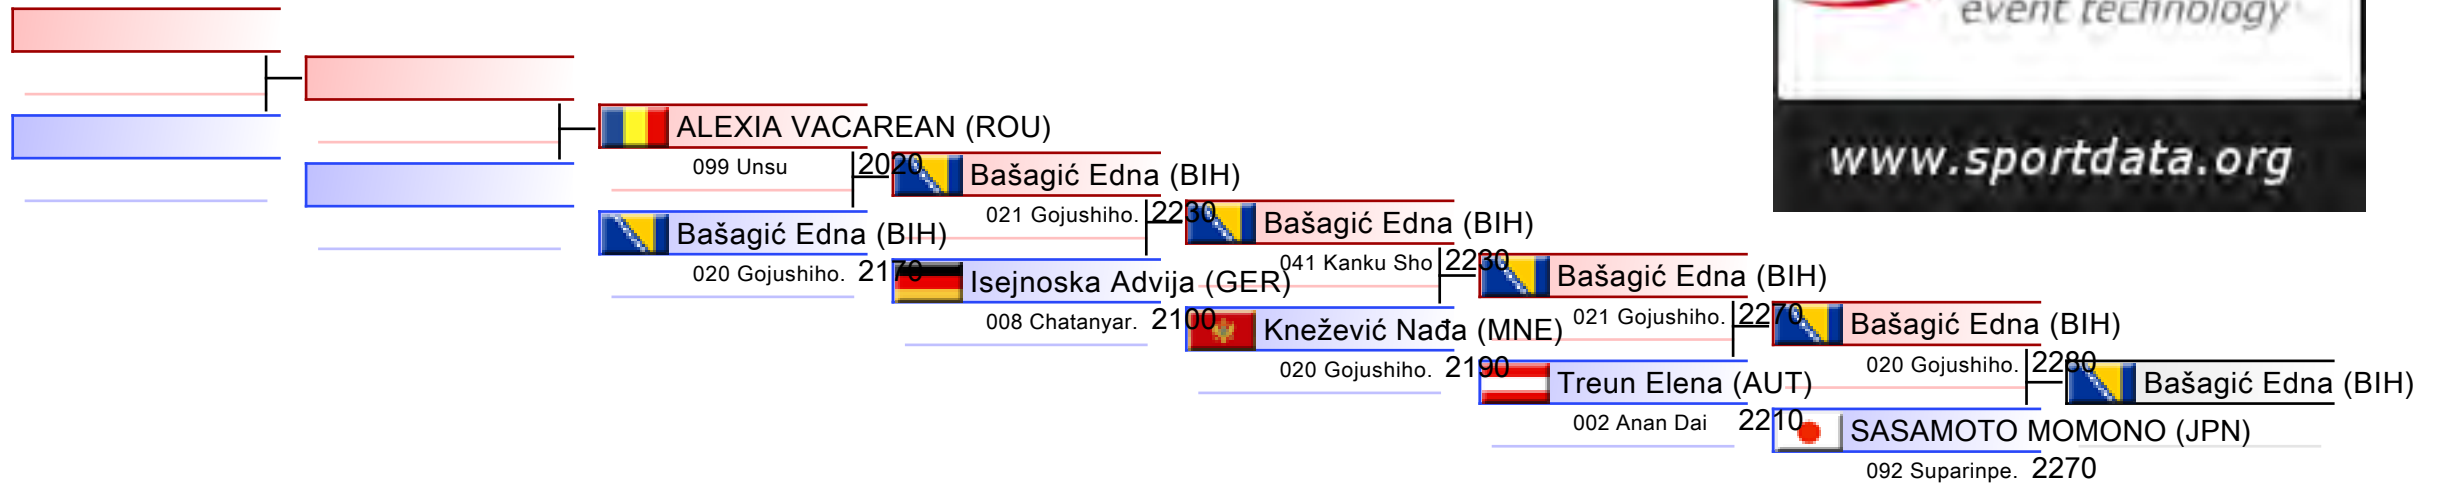 event technology
www.sportdata.org
ALEXIA VACAREAN (ROU)
099 Unsu 2020
Bašagić Edna (BIH)
020 Gojushiho. 2170
Bašagić Edna (BIH)
021 Gojushiho. 2230
Isejnoska Advija (GER)
008 Chatanyar. 2100
Bašagić Edna (BIH)
041 Kanku Sho 2230
Knežević Nađa (MNE)
020 Gojushiho. 2190
Bašagić Edna (BIH)
021 Gojushiho. 2270
Treun Elena (AUT)
002 Anan Dai 2210
Bašagić Edna (BIH)
020 Gojushiho. 2280
SASAMOTO MOMONO (JPN)
092 Suparinpe. 2270
Bašagić Edna (BIH)